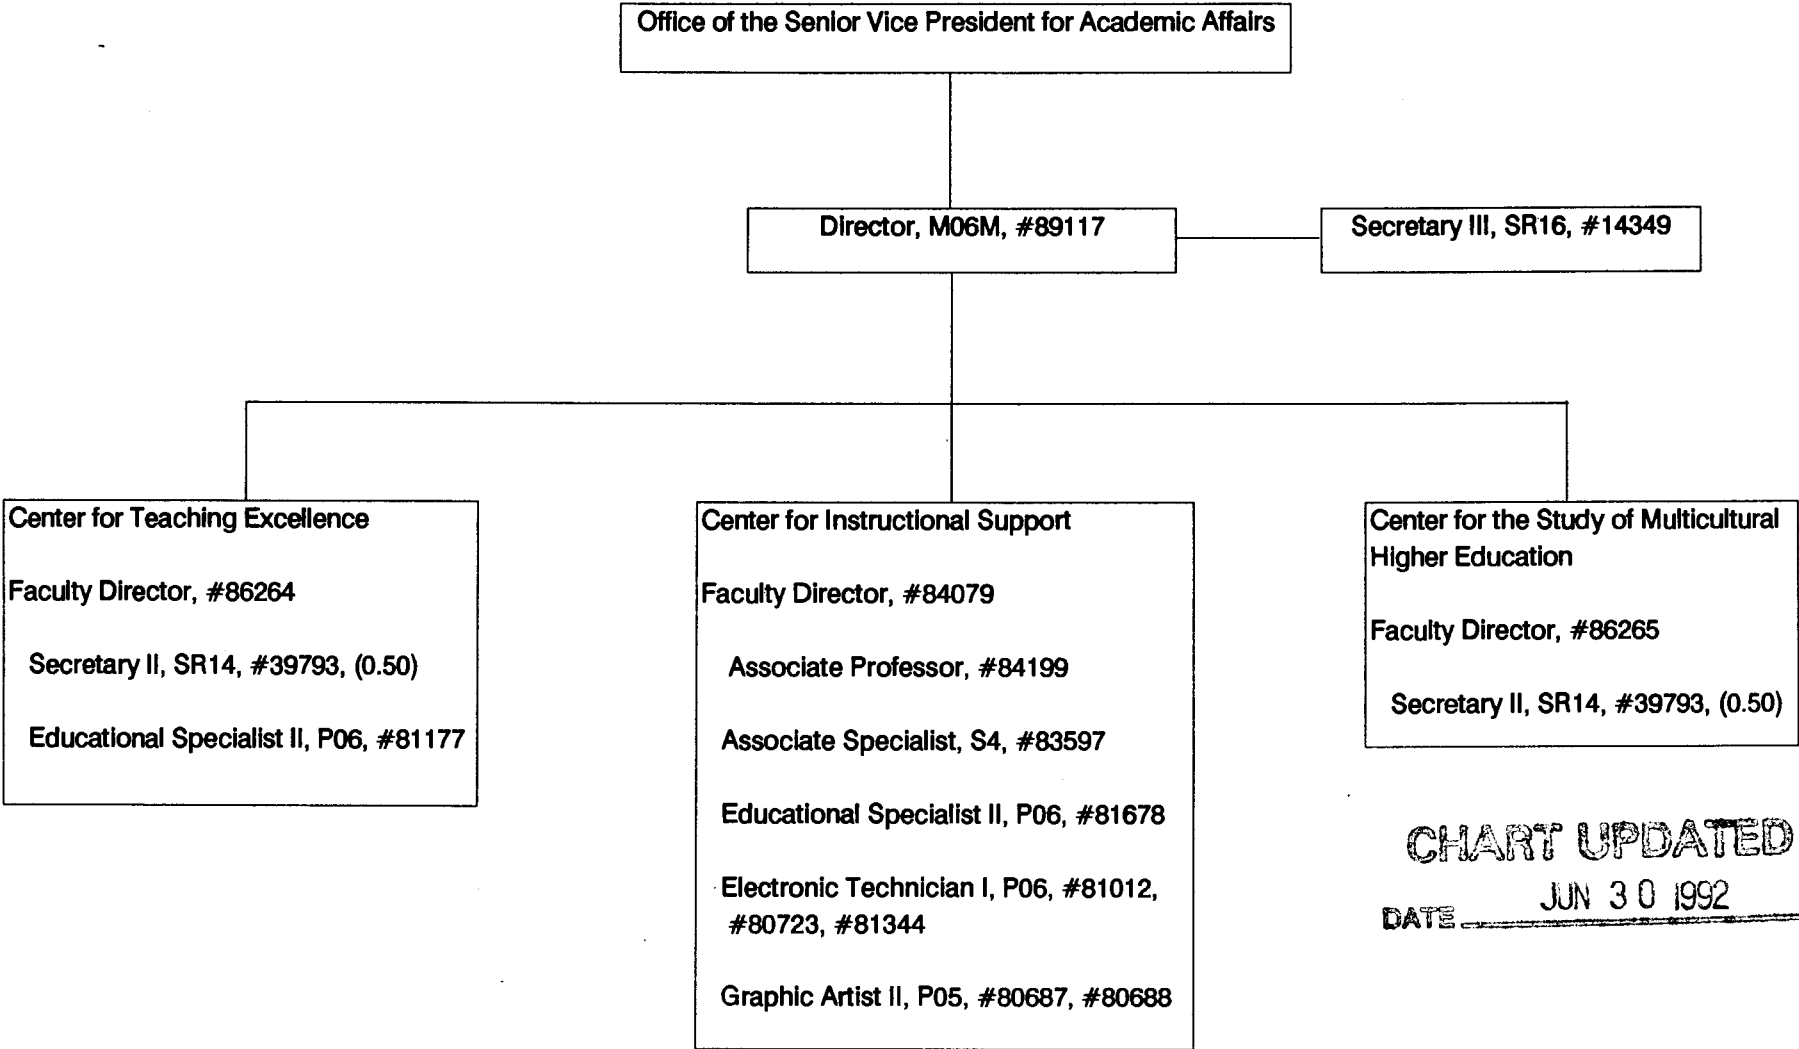 Office of the Senior Vice President for Academic Affairs
Director, M06M, #89117
Secretary III, SR16, #14349
Center for Teaching Excellence
Faculty Director, #86264
Secretary II, SR14, #39793, (0.50)
Educational Specialist II, P06, #81177
Center for Instructional Support
Faculty Director, #84079
Associate Professor, #84199
Associate Specialist, S4, #83597
Educational Specialist II, P06, #81678
Electronic Technician I, P06, #81012,
#80723, #81344
Graphic Artist II, P05, #80687, #80688
Center for the Study of Multicultural
Higher Education
Faculty Director, #86265
Secretary II, SR14, #39793, (0.50)
CHART UPDATED
DATE JUN 30 1992